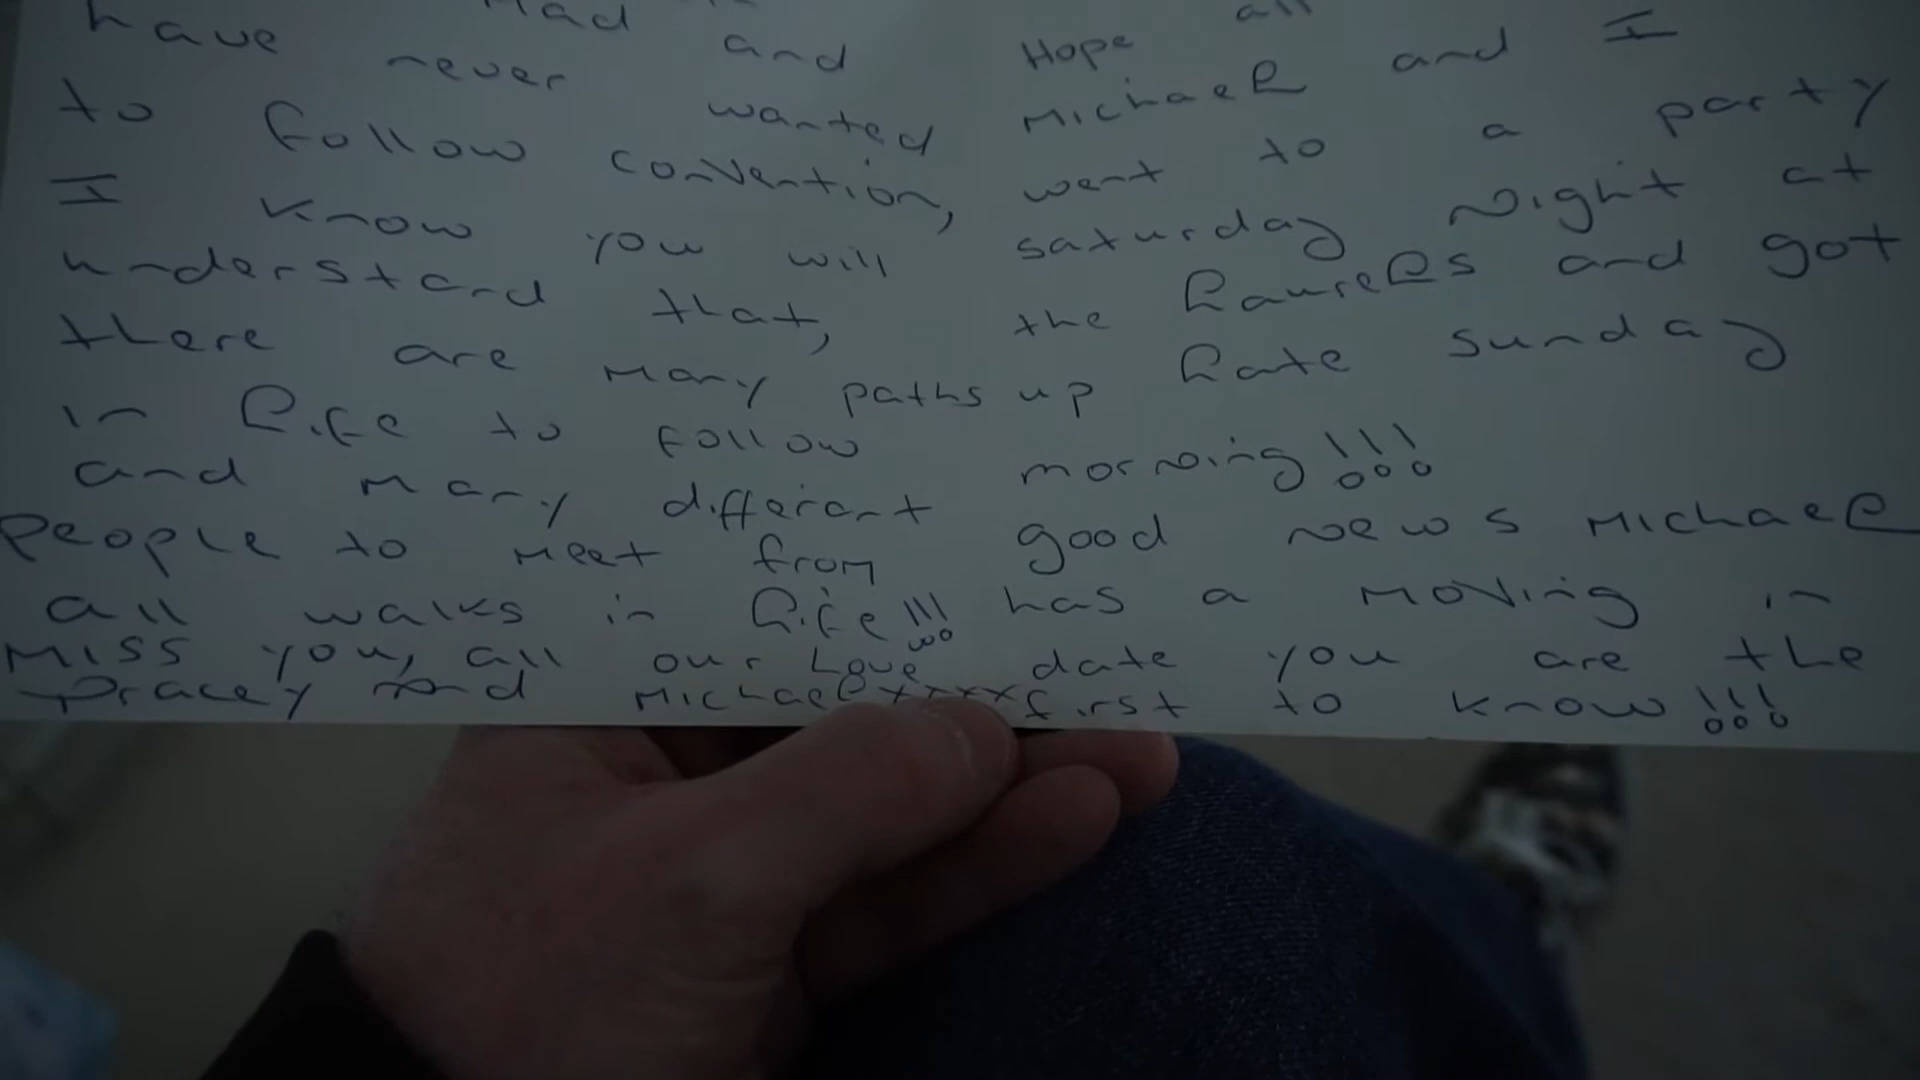 have Mad and
never wanted
to follow convention,
I know you will
understand that,
there are many paths
in Life to follow
and many different
People to meet from
all walks in Life!!!
Miss you, all our Love
Tracey and Michael xxxx
Hope all
Michael and I
went to a party
saturday Night at
the Laurels and got
up Late sunday
morning!!!
good news Michael
has a moving in
date you are the
first to know!!!